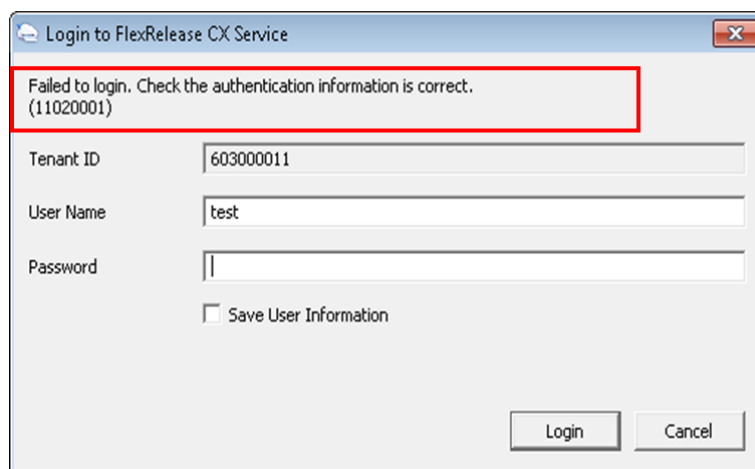 Login to FlexRelease CX Service
Failed to login. Check the authentication information is correct.
(11020001)
Tenant ID 603000011
User Name test
Password
Save User Information
Login Cancel